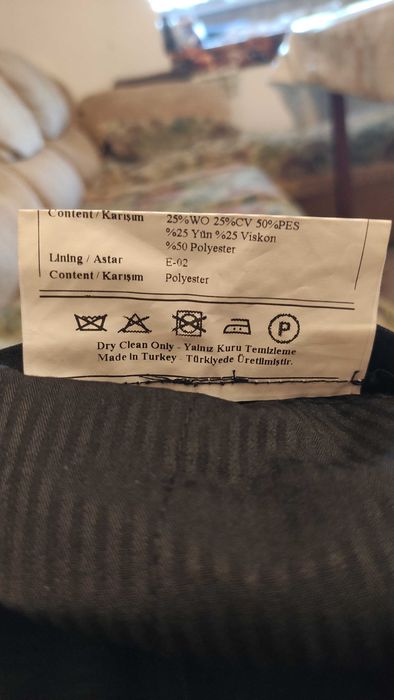 Content / Karışım 25%WO 25%CV 50%PES
%25 Yün %25 Viskon
%50 Polyester
Lining / Astar E-02
Content / Karışım Polyester
P
Dry Clean Only - Yalnız Kuru Temizleme
Made in Turkey - Türkiyede Üretilmiştir.